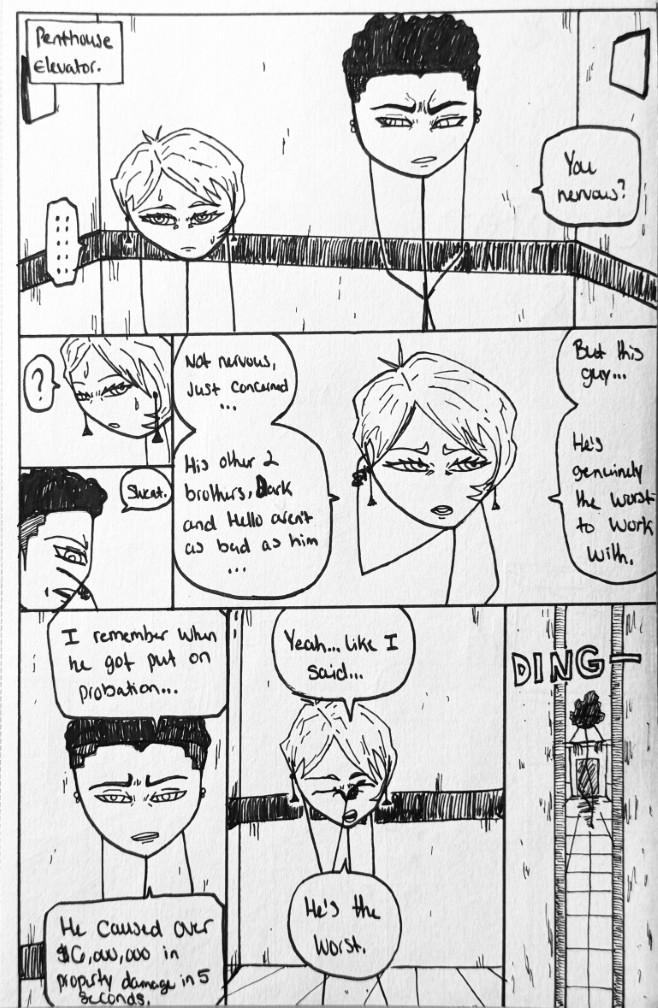 Penthouse
Elevator.
You
nervous?
?
Sweat.
Not nervous,
Just concerned
...
His other 2
brothers, Dark
and Hello aren't
as bad as him
...
But this
guy...
He's
genuinely
the worst
to work
with.
I remember when
he got put on
probation...
He caused over
$6,000,000 in
property damage in 5
seconds.
Yeah... like I
said...
He's the
worst.
DING—